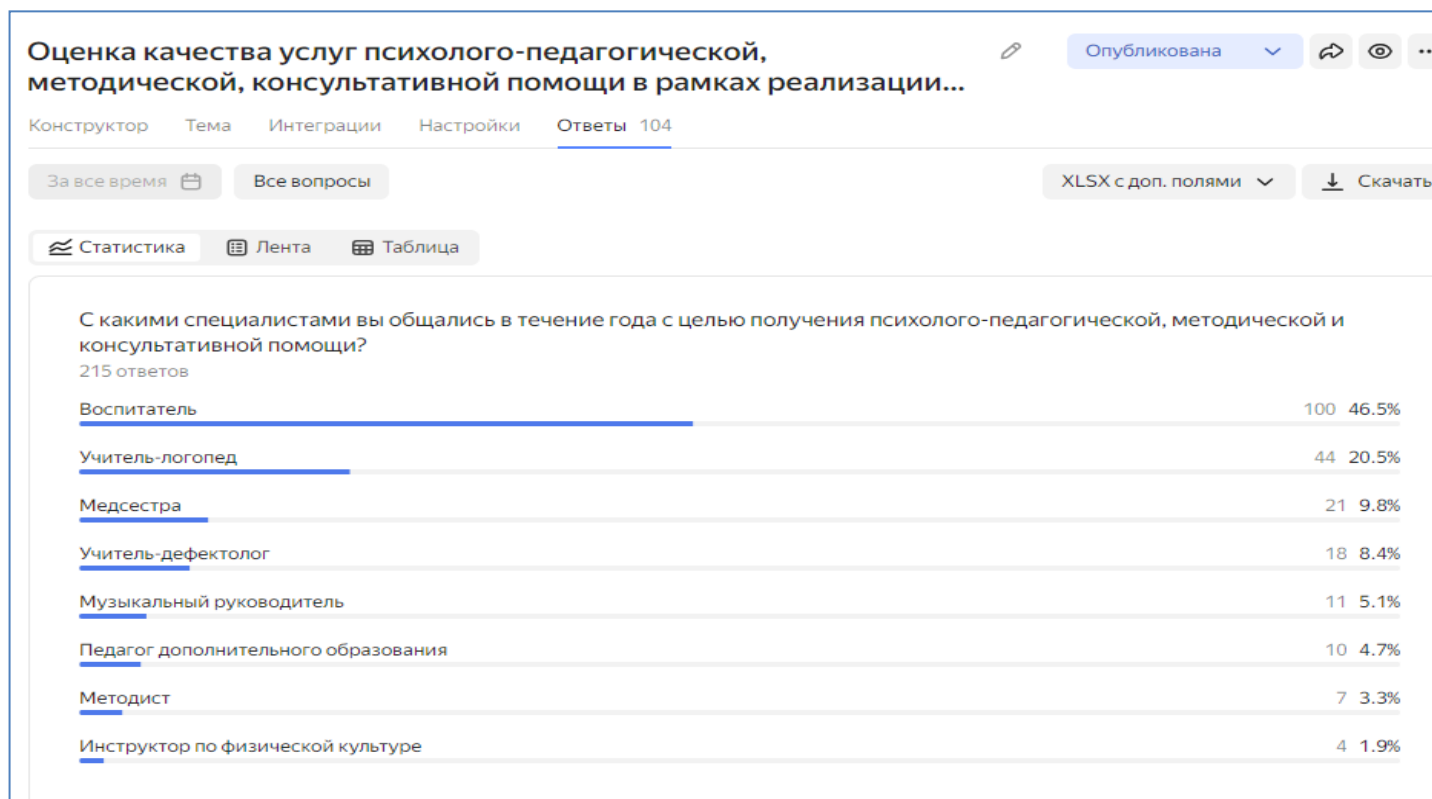 Оценка качества услуг психолого-педагогической,
методической, консультативной помощи в рамках реализации...
Опубликована
Конструктор Тема Интеграции Настройки Ответы 104
За все время Все вопросы XLSX с доп. полями Скачать
Статистика Лента Таблица
С какими специалистами вы общались в течение года с целью получения психолого-педагогической, методической и
консультативной помощи?
215 ответов
Воспитатель 100 46.5%
Учитель-логопед 44 20.5%
Медсестра 21 9.8%
Учитель-дефектолог 18 8.4%
Музыкальный руководитель 11 5.1%
Педагог дополнительного образования 10 4.7%
Методист 7 3.3%
Инструктор по физической культуре 4 1.9%